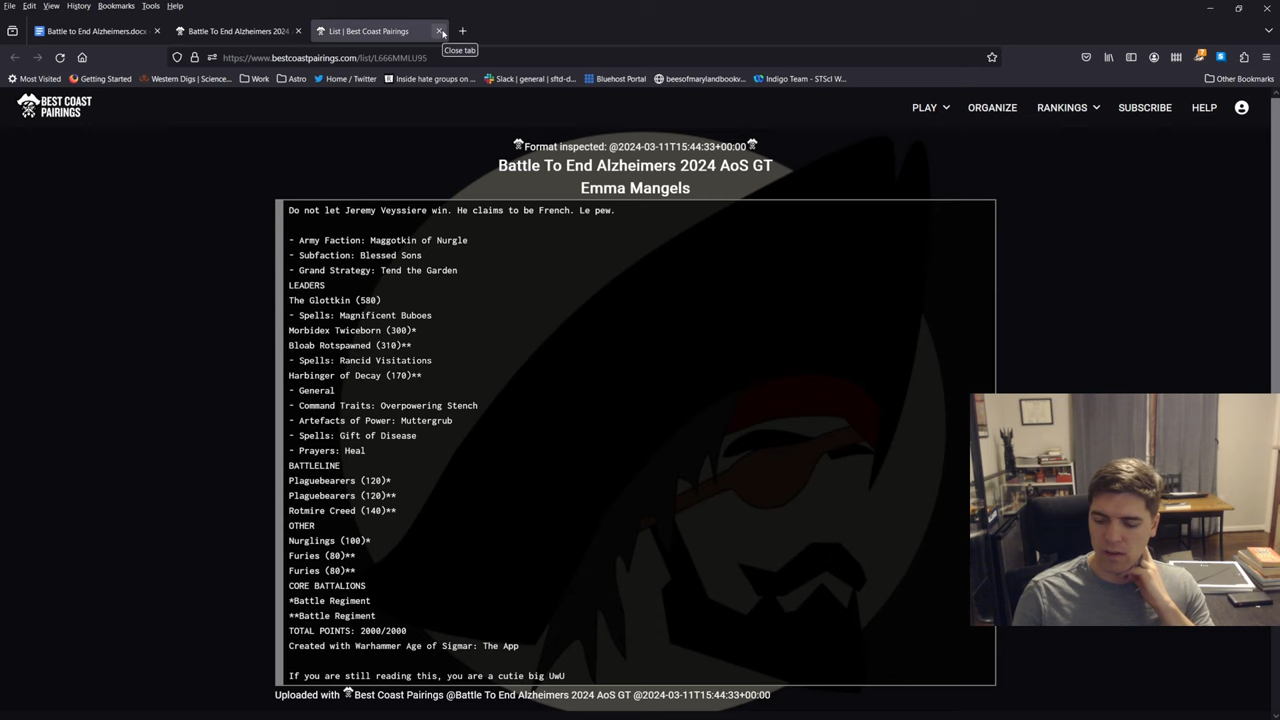 File Edit View History Bookmarks Tools Help
Battle to End Alzheimers.docx
Battle To End Alzheimers 2024
List | Best Coast Pairings
Close tab
https://www.bestcoastpairings.com/list/L666MMLU95
Most Visited Getting Started Western Digs | Science... Work Astro Home / Twitter Inside hate groups on ... Slack | general | sftd-d... Bluehost Portal beesofmarylandbookv... Indigo Team - STScI W... Other Bookmarks
BEST COAST
PAIRINGS
PLAY ORGANIZE RANKINGS SUBSCRIBE HELP
Format inspected: @2024-03-11T15:44:33+00:00
Battle To End Alzheimers 2024 AoS GT
Emma Mangels
Do not let Jeremy Veyssiere win. He claims to be French. Le pew.
- Army Faction: Maggotkin of Nurgle
- Subfaction: Blessed Sons
- Grand Strategy: Tend the Garden
LEADERS
The Glottkin (580)
- Spells: Magnificent Buboes
Morbidex Twiceborn (300)*
Bloab Rotspawned (310)**
- Spells: Rancid Visitations
Harbinger of Decay (170)**
- General
- Command Traits: Overpowering Stench
- Artefacts of Power: Muttergrub
- Spells: Gift of Disease
- Prayers: Heal
BATTLELINE
Plaguebearers (120)*
Plaguebearers (120)**
Rotmire Creed (140)**
OTHER
Nurglings (100)*
Furies (80)**
Furies (80)**
CORE BATTALIONS
*Battle Regiment
**Battle Regiment
TOTAL POINTS: 2000/2000
Created with Warhammer Age of Sigmar: The App
If you are still reading this, you are a cutie big UwU
Uploaded with Best Coast Pairings @Battle To End Alzheimers 2024 AoS GT @2024-03-11T15:44:33+00:00